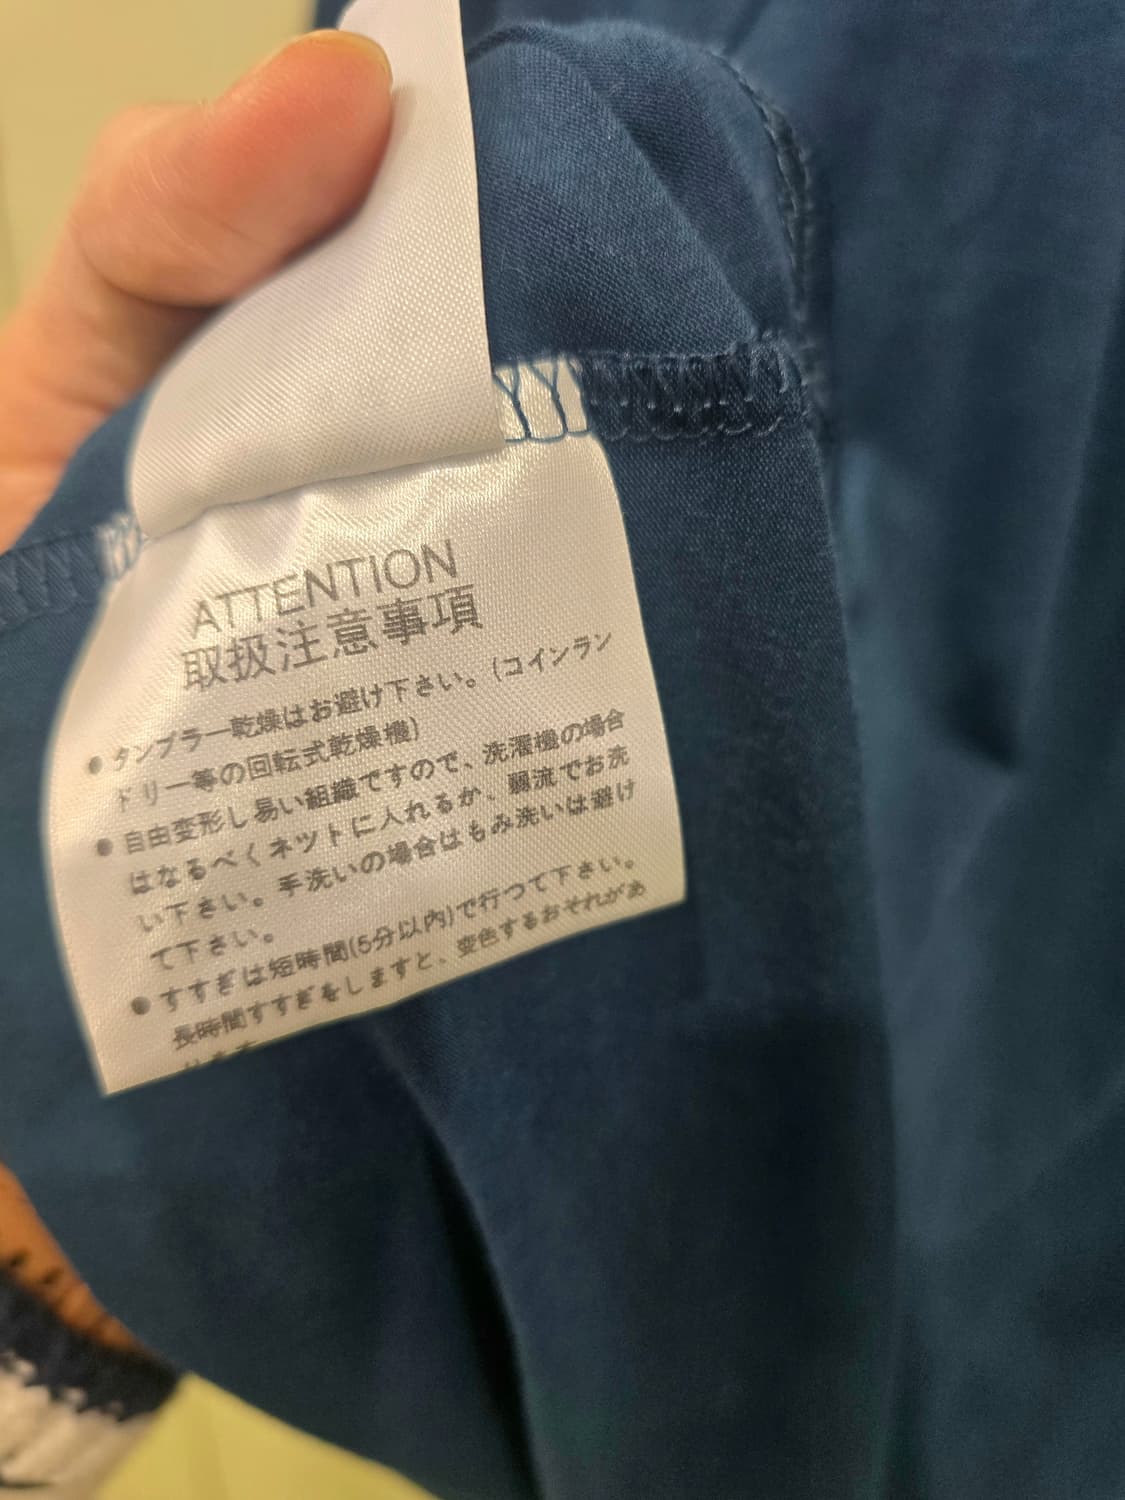 ATTENTION
取扱注意事項
● タンブラー乾燥はお避け下さい。(コインラン
ドリー等の回転式乾燥機)
● 自由変形し易い組織ですので、洗濯機の場合
はなるべくネットに入れるか、弱流でお洗
い下さい。手洗いの場合はもみ洗いは避け
て下さい。
● すすぎは短時間(5分以内)で行つて下さい。
長時間すすぎをしますと、変色するおそれがあ
ります